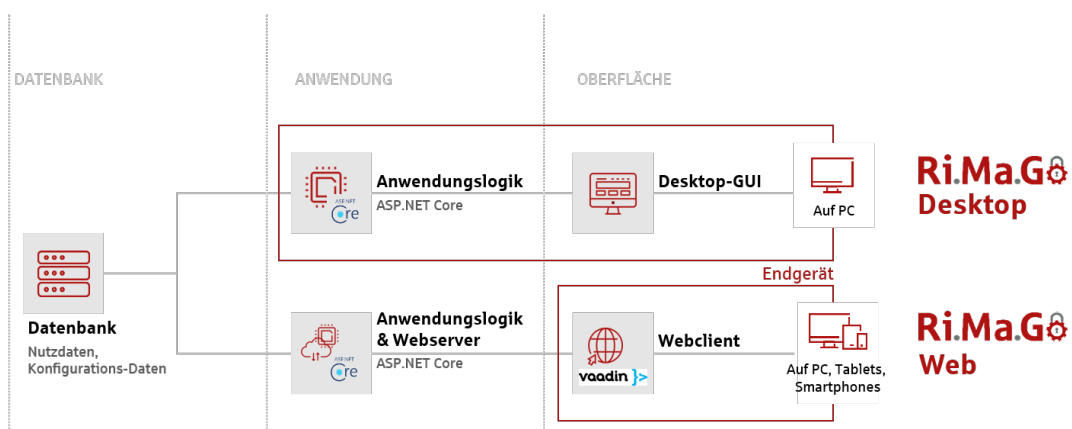 DATENBANK
ANWENDUNG
OBERFLÄCHE
Anwendungslogik
ASP.NET Core
ASP.NET
Core
Desktop-GUI
Auf PC
Ri.Ma.Go
Desktop
Endgerät
Datenbank
Nutzdaten,
Konfigurations-Daten
Anwendungslogik
& Webserver
ASP.NET Core
ASP.NET
Core
Webclient
vaadin }>
Auf PC, Tablets,
Smartphones
Ri.Ma.Go
Web